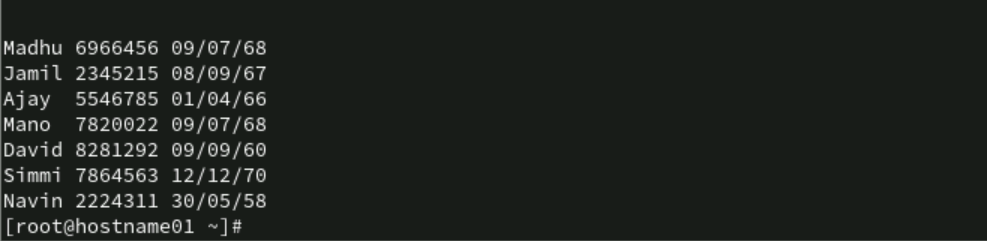 Madhu 6966456 09/07/68
Jamil 2345215 08/09/67
Ajay  5546785 01/04/66
Mano  7820022 09/07/68
David 8281292 09/09/60
Simmi 7864563 12/12/70
Navin 2224311 30/05/58
[root@hostname01 ~]#